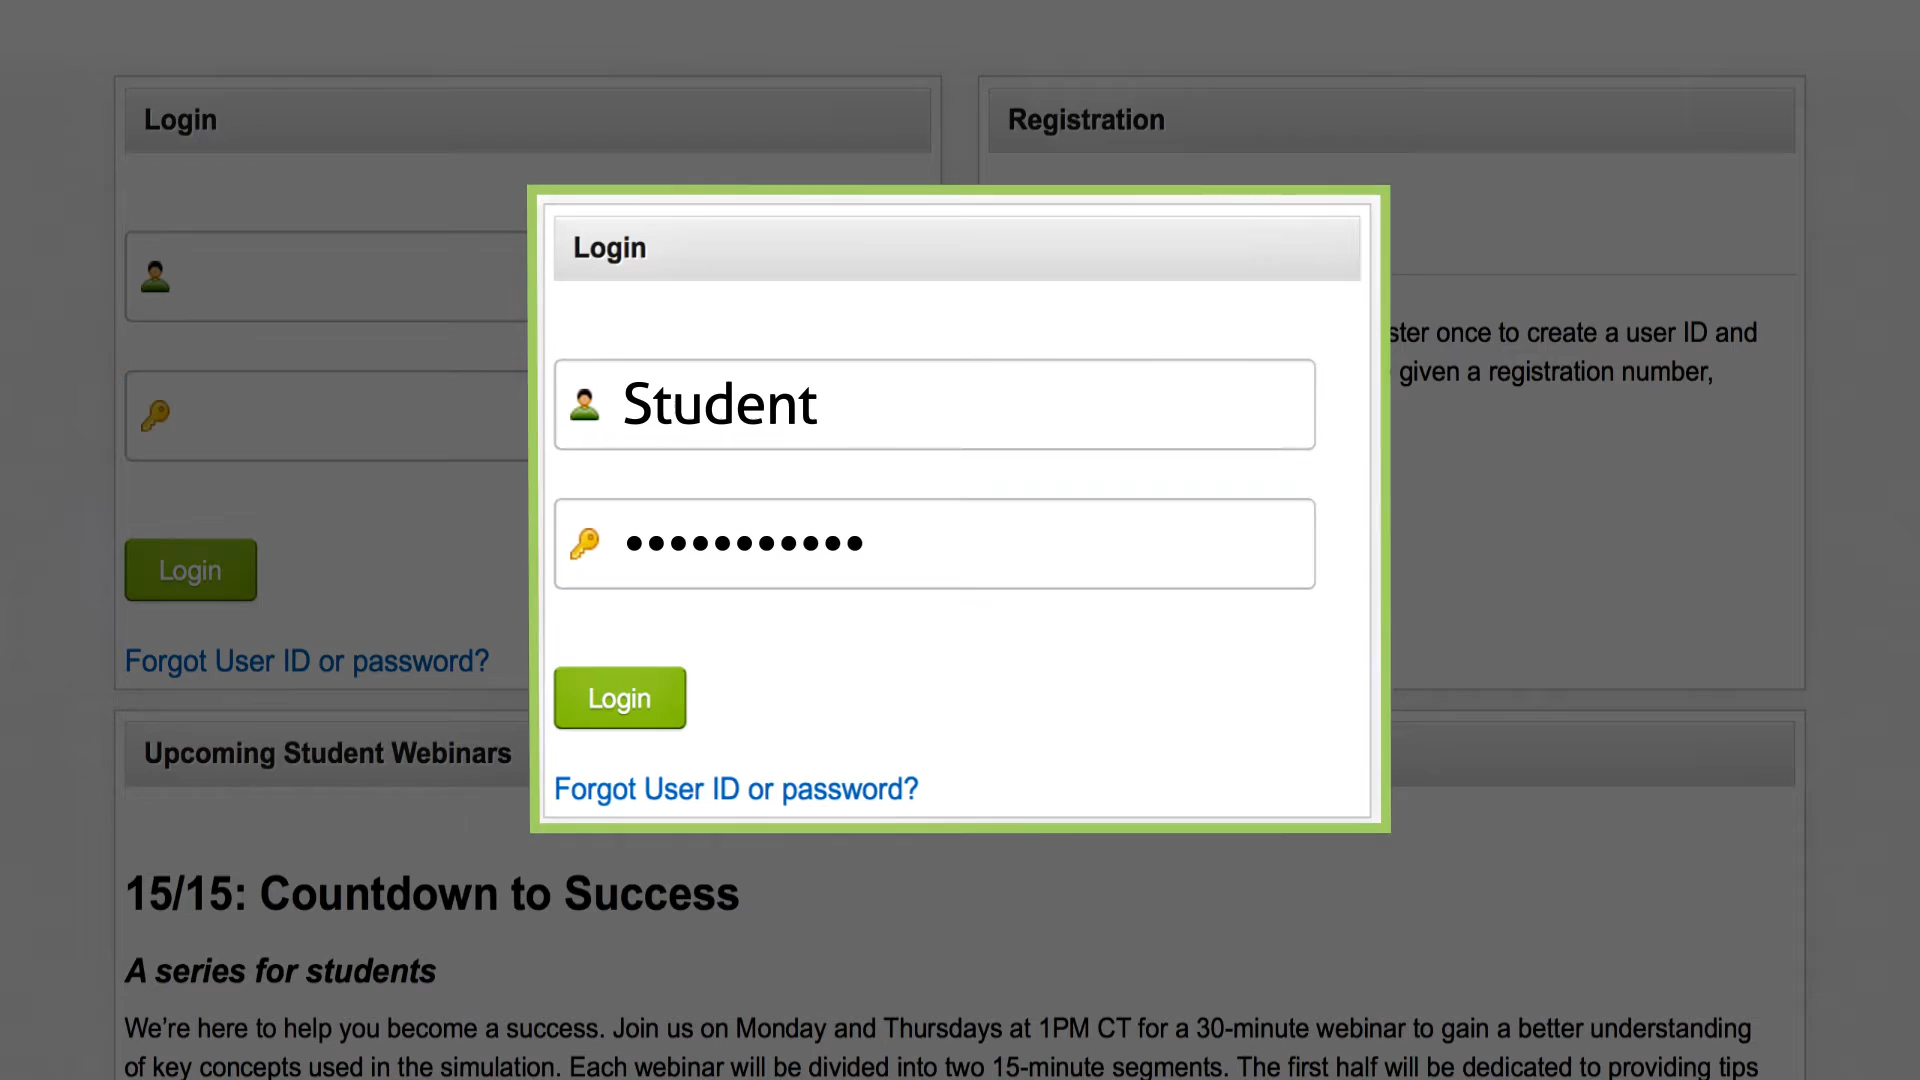 Login
Registration
Login
Student
•••••••••••
Login
Forgot User ID or password?
ster once to create a user ID and
given a registration number,
Login
Forgot User ID or password?
Upcoming Student Webinars
15/15: Countdown to Success
A series for students
We’re here to help you become a success. Join us on Monday and Thursdays at 1PM CT for a 30-minute webinar to gain a better understanding
of key concepts used in the simulation. Each webinar will be divided into two 15-minute segments. The first half will be dedicated to providing tips